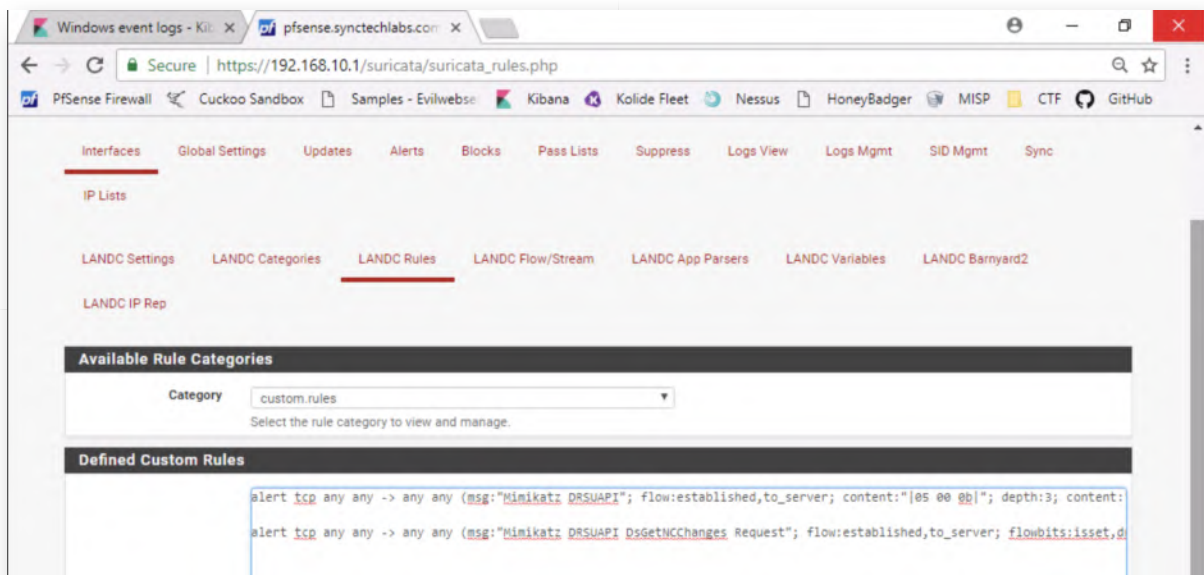 Windows event logs - Kib
pfsense.synctechlabs.com
Secure | https://192.168.10.1/suricata/suricata_rules.php
PfSense Firewall Cuckoo Sandbox Samples - Evilwebse Kibana Kolide Fleet Nessus HoneyBadger MISP CTF GitHub
Interfaces Global Settings Updates Alerts Blocks Pass Lists Suppress Logs View Logs Mgmt SID Mgmt Sync
IP Lists
LANDC Settings LANDC Categories LANDC Rules LANDC Flow/Stream LANDC App Parsers LANDC Variables LANDC Barnyard2
LANDC IP Rep
Available Rule Categories
Category custom.rules
Select the rule category to view and manage.
Defined Custom Rules
alert tcp any any -> any any (msg:"Mimikatz DRSUAPI"; flow:established,to_server; content:"|05 00 0b|"; depth:3; content:
alert tcp any any -> any any (msg:"Mimikatz DRSUAPI DsGetNCChanges Request"; flow:established,to_server; flowbits:isset,d